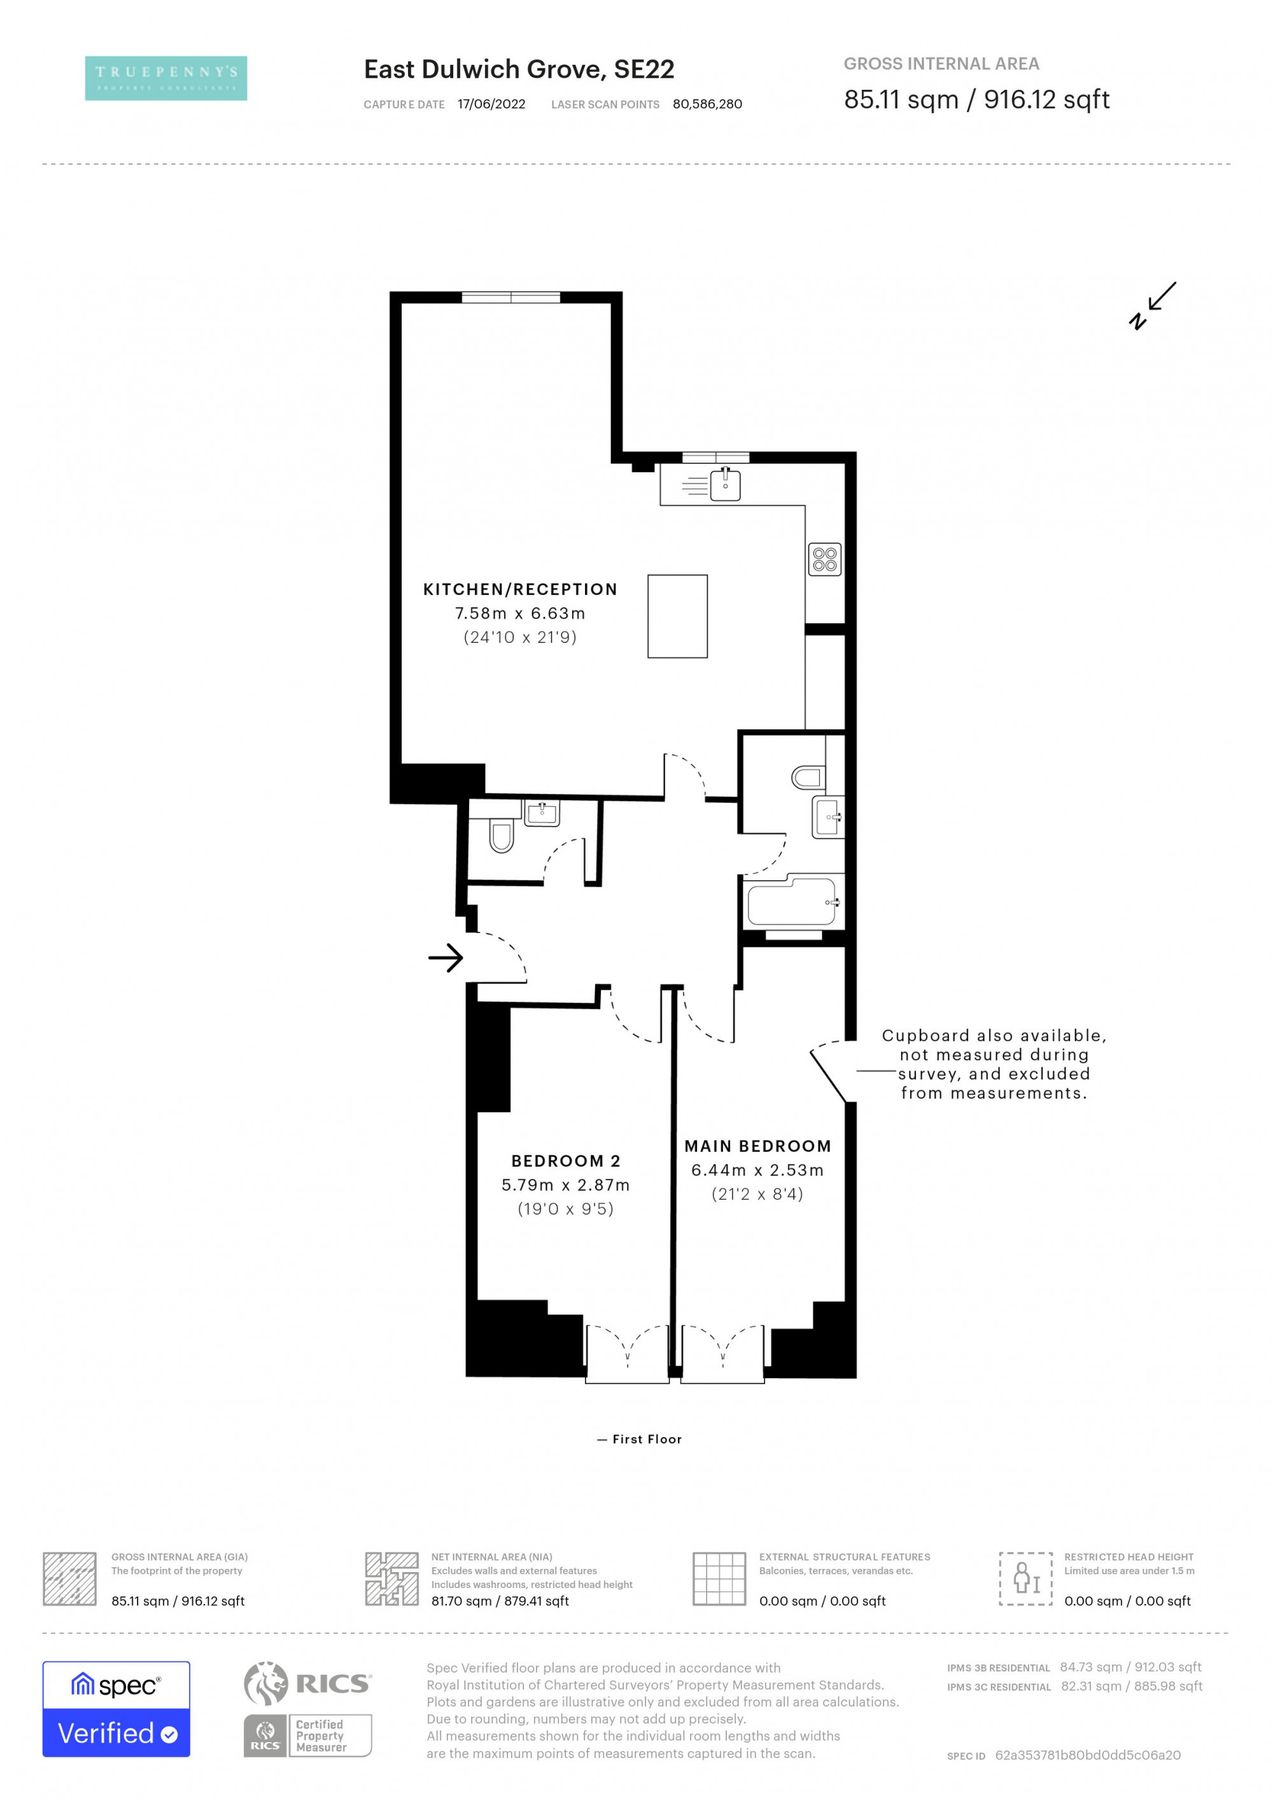 TRUEPENNY'S
PROPERTY CONSULTANTS
East Dulwich Grove, SE22
CAPTURE DATE 17/06/2022 LASER SCAN POINTS 80,586,280
GROSS INTERNAL AREA
85.11 sqm / 916.12 sqft
N
KITCHEN/RECEPTION
7.58m x 6.63m
(24'10 x 21'9)
Cupboard also available,
not measured during
survey, and excluded
from measurements.
BEDROOM 2
5.79m x 2.87m
(19'0 x 9'5)
MAIN BEDROOM
6.44m x 2.53m
(21'2 x 8'4)
— First Floor
GROSS INTERNAL AREA (GIA)
The footprint of the property
85.11 sqm / 916.12 sqft
NET INTERNAL AREA (NIA)
Excludes walls and external features
Includes washrooms, restricted head height
81.70 sqm / 879.41 sqft
EXTERNAL STRUCTURAL FEATURES
Balconies, terraces, verandas etc.
0.00 sqm / 0.00 sqft
RESTRICTED HEAD HEIGHT
Limited use area under 1.5 m
0.00 sqm / 0.00 sqft
spec®
Verified
RICS®
RICS
Certified
Property
Measurer
Spec Verified floor plans are produced in accordance with
Royal Institution of Chartered Surveyors' Property Measurement Standards.
Plots and gardens are illustrative only and excluded from all area calculations.
Due to rounding, numbers may not add up precisely.
All measurements shown for the individual room lengths and widths
are the maximum points of measurements captured in the scan.
IPMS 3B RESIDENTIAL 84.73 sqm / 912.03 sqft
IPMS 3C RESIDENTIAL 82.31 sqm / 885.98 sqft
SPEC ID 62a353781b80bd0dd5c06a20